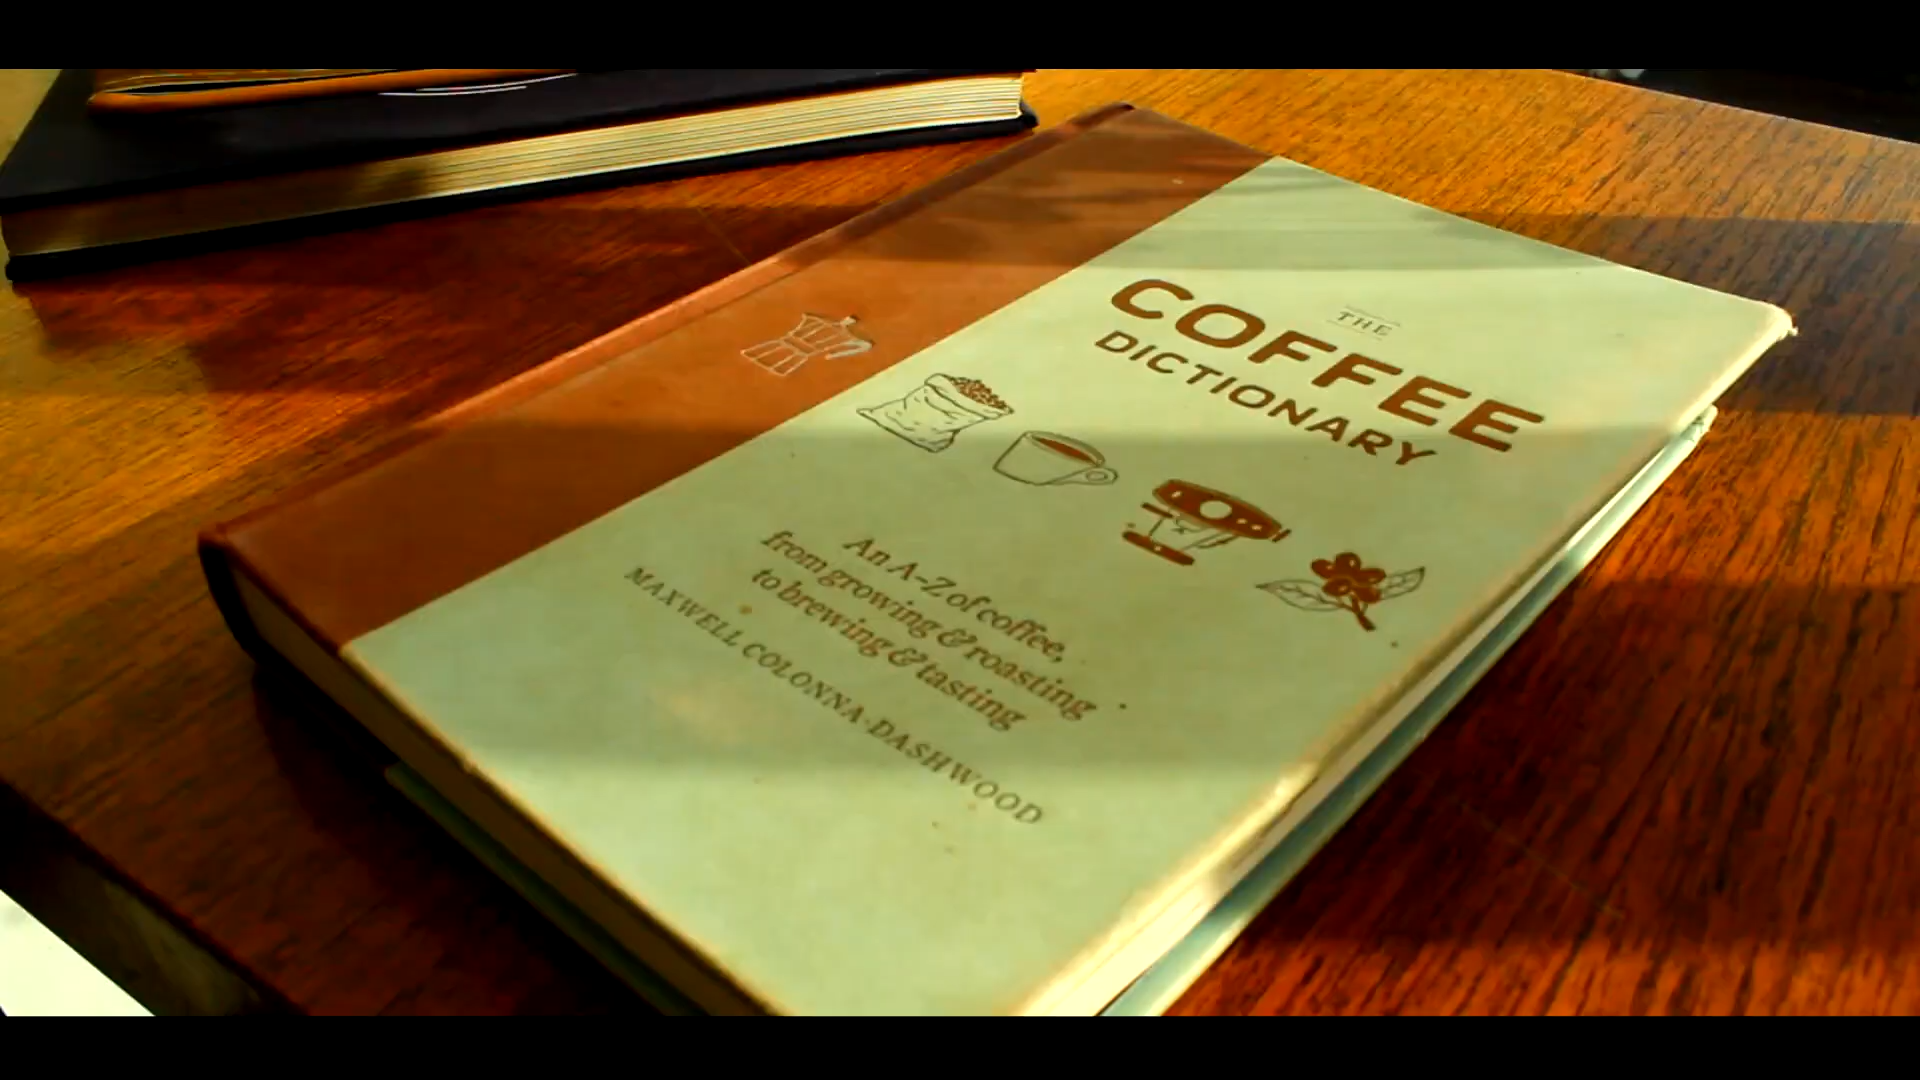 THE
COFFEE
DICTIONARY
An A-Z of coffee,
from growing & roasting
to brewing & tasting
MAXWELL COLONNA-DASHWOOD